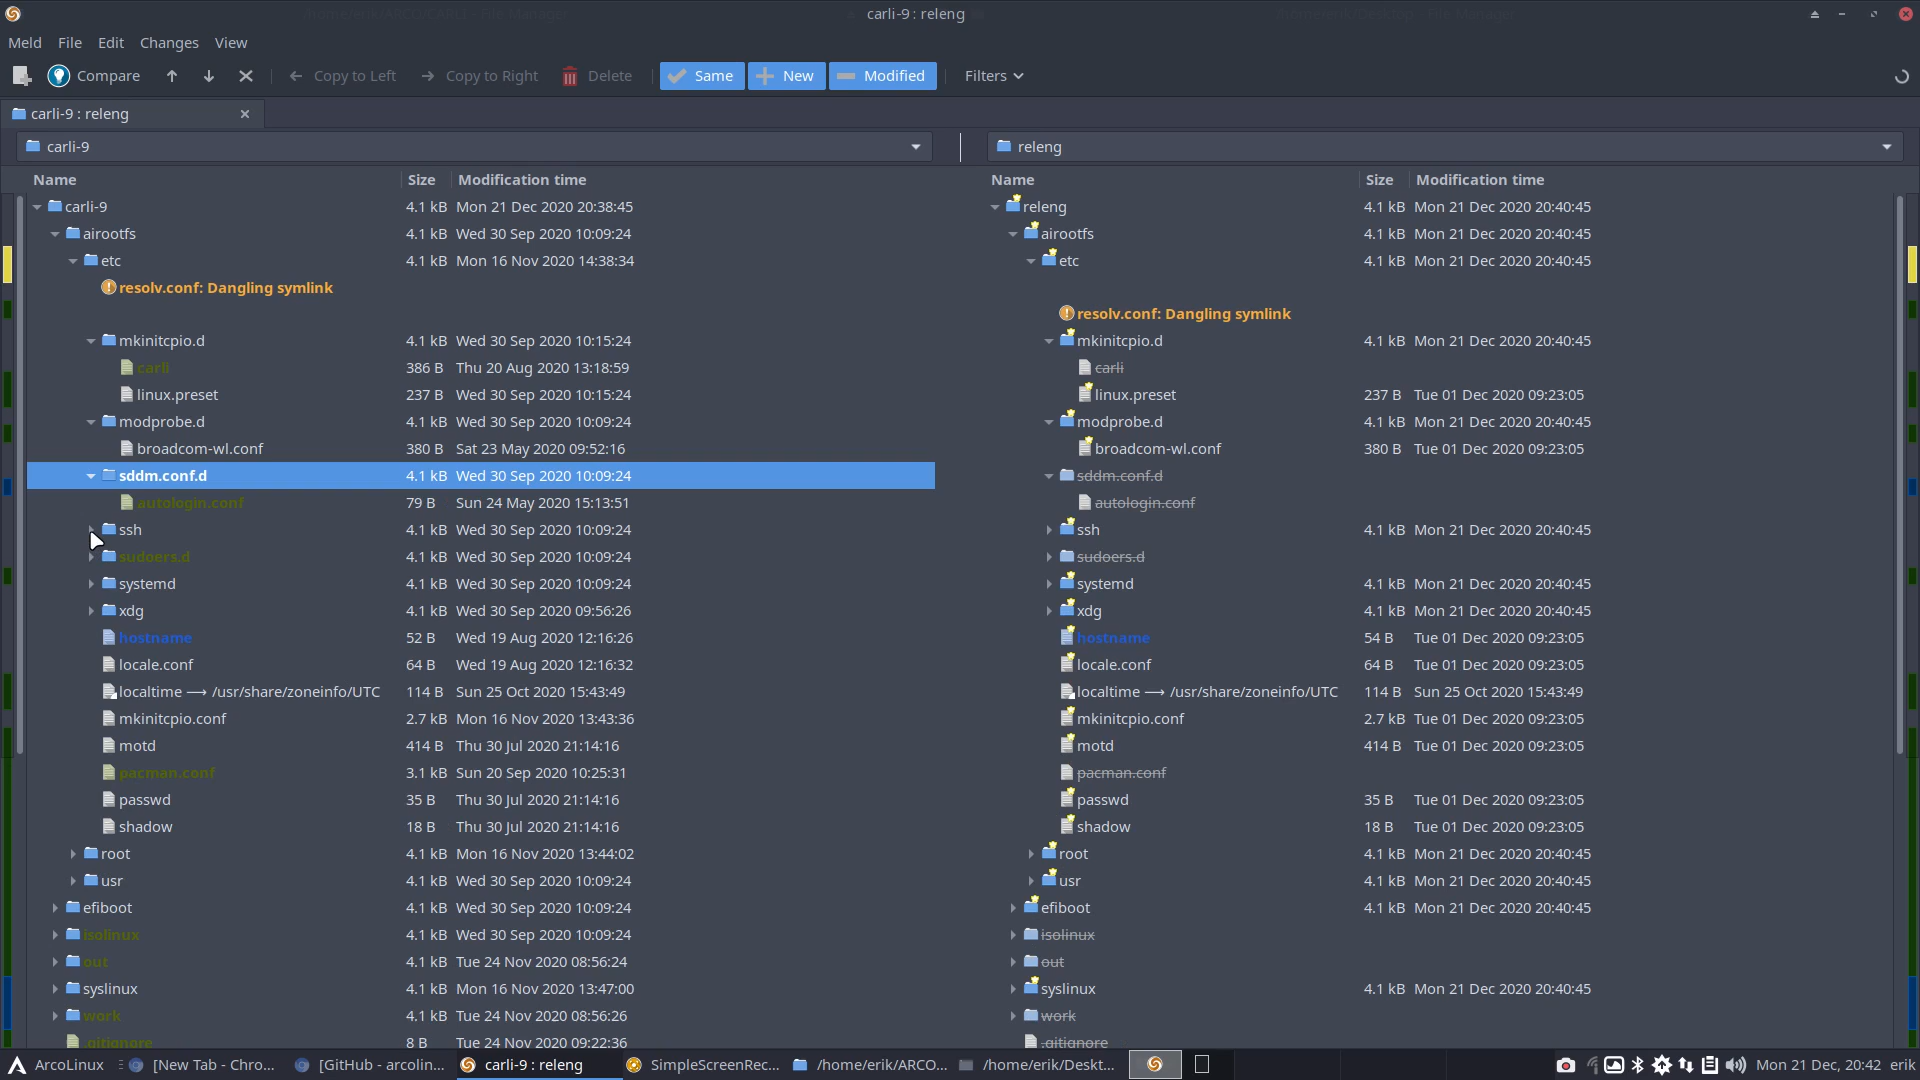 carli-9 : releng
Meld File Edit Changes View
Compare Copy to Left Copy to Right Delete Same New Modified Filters
carli-9 : releng
carli-9 releng
Name Size Modification time Name Size Modification time
carli-9 4.1 kB Mon 21 Dec 2020 20:38:45 releng 4.1 kB Mon 21 Dec 2020 20:40:45
airootfs 4.1 kB Wed 30 Sep 2020 10:09:24 airootfs 4.1 kB Mon 21 Dec 2020 20:40:45
etc 4.1 kB Mon 16 Nov 2020 14:38:34 etc 4.1 kB Mon 21 Dec 2020 20:40:45
resolv.conf: Dangling symlink
resolv.conf: Dangling symlink
mkinitcpio.d 4.1 kB Wed 30 Sep 2020 10:15:24 mkinitcpio.d 4.1 kB Mon 21 Dec 2020 20:40:45
carli 386 B Thu 20 Aug 2020 13:18:59 carli
linux.preset 237 B Wed 30 Sep 2020 10:15:24 linux.preset 237 B Tue 01 Dec 2020 09:23:05
modprobe.d 4.1 kB Wed 30 Sep 2020 10:09:24 modprobe.d 4.1 kB Mon 21 Dec 2020 20:40:45
broadcom-wl.conf 380 B Sat 23 May 2020 09:52:16 broadcom-wl.conf 380 B Tue 01 Dec 2020 09:23:05
sddm.conf.d 4.1 kB Wed 30 Sep 2020 10:09:24 sddm.conf.d
autologin.conf 79 B Sun 24 May 2020 15:13:51 autologin.conf
ssh 4.1 kB Wed 30 Sep 2020 10:09:24 ssh 4.1 kB Mon 21 Dec 2020 20:40:45
sudoers.d 4.1 kB Wed 30 Sep 2020 10:09:24 sudoers.d
systemd 4.1 kB Wed 30 Sep 2020 10:09:24 systemd 4.1 kB Mon 21 Dec 2020 20:40:45
xdg 4.1 kB Wed 30 Sep 2020 09:56:26 xdg 4.1 kB Mon 21 Dec 2020 20:40:45
hostname 52 B Wed 19 Aug 2020 12:16:26 hostname 54 B Tue 01 Dec 2020 09:23:05
locale.conf 64 B Wed 19 Aug 2020 12:16:32 locale.conf 64 B Tue 01 Dec 2020 09:23:05
localtime ⟶ /usr/share/zoneinfo/UTC 114 B Sun 25 Oct 2020 15:43:49 localtime ⟶ /usr/share/zoneinfo/UTC 114 B Sun 25 Oct 2020 15:43:49
mkinitcpio.conf 2.7 kB Mon 16 Nov 2020 13:43:36 mkinitcpio.conf 2.7 kB Tue 01 Dec 2020 09:23:05
motd 414 B Thu 30 Jul 2020 21:14:16 motd 414 B Tue 01 Dec 2020 09:23:05
pacman.conf 3.1 kB Sun 20 Sep 2020 10:25:31 pacman.conf
passwd 35 B Thu 30 Jul 2020 21:14:16 passwd 35 B Tue 01 Dec 2020 09:23:05
shadow 18 B Thu 30 Jul 2020 21:14:16 shadow 18 B Tue 01 Dec 2020 09:23:05
root 4.1 kB Mon 16 Nov 2020 13:44:02 root 4.1 kB Mon 21 Dec 2020 20:40:45
usr 4.1 kB Wed 30 Sep 2020 10:09:24 usr 4.1 kB Mon 21 Dec 2020 20:40:45
efiboot 4.1 kB Wed 30 Sep 2020 10:09:24 efiboot 4.1 kB Mon 21 Dec 2020 20:40:45
isolinux 4.1 kB Wed 30 Sep 2020 10:09:24 isolinux
out 4.1 kB Tue 24 Nov 2020 08:56:24 out
syslinux 4.1 kB Mon 16 Nov 2020 13:47:00 syslinux 4.1 kB Mon 21 Dec 2020 20:40:45
work 4.1 kB Tue 24 Nov 2020 08:56:26 work
.gitignore 8 B Tue 24 Nov 2020 09:22:36 .gitignore
ArcoLinux [New Tab - Chro... [GitHub - arcolin... carli-9 : releng SimpleScreenRec... /home/erik/ARCO... /home/erik/Deskt... Mon 21 Dec, 20:42 erik